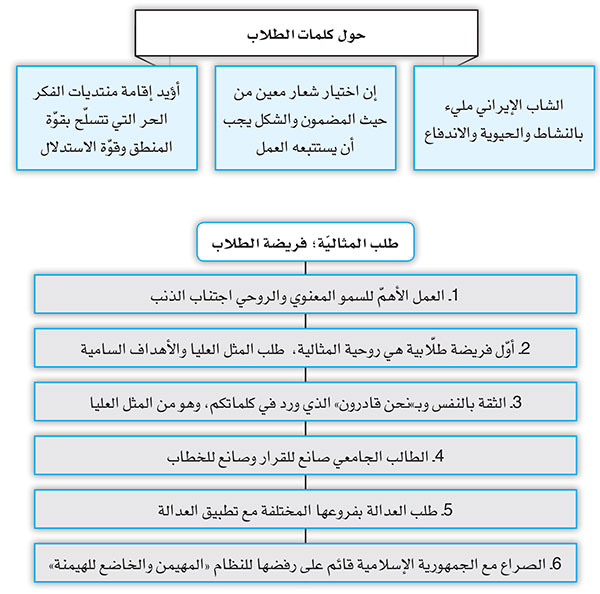 حول كلمات الطلاب
الشاب الإيراني مليء
بالنشاط والحيوية والاندفاع
إن اختيار شعار معين من
حيث المضمون والشكل يجب
أن يستتبعه العمل
أؤيد إقامة منتديات الفكر
الحر التي تتسلّح بقوّة
المنطق وقوّة الاستدلال
طلب المثاليّة؛ فريضة الطلاب
1. العمل الأهمّ للسمو المعنوي والروحي اجتناب الذنب
2. أوّل فريضة طلّابية هي روحية المثالية، طلب المثل العليا والأهداف السامية
3. الثقة بالنفس وبـ«نحن قادرون» الذي ورد في كلماتكم، وهو من المثل العليا
4. الطالب الجامعي صانع للقرار وصانع للخطاب
5. طلب العدالة بفروعها المختلفة مع تطبيق العدالة
6. الصراع مع الجمهورية الإسلامية قائم على رفضها للنظام «المهيمن والخاضع للهيمنة»